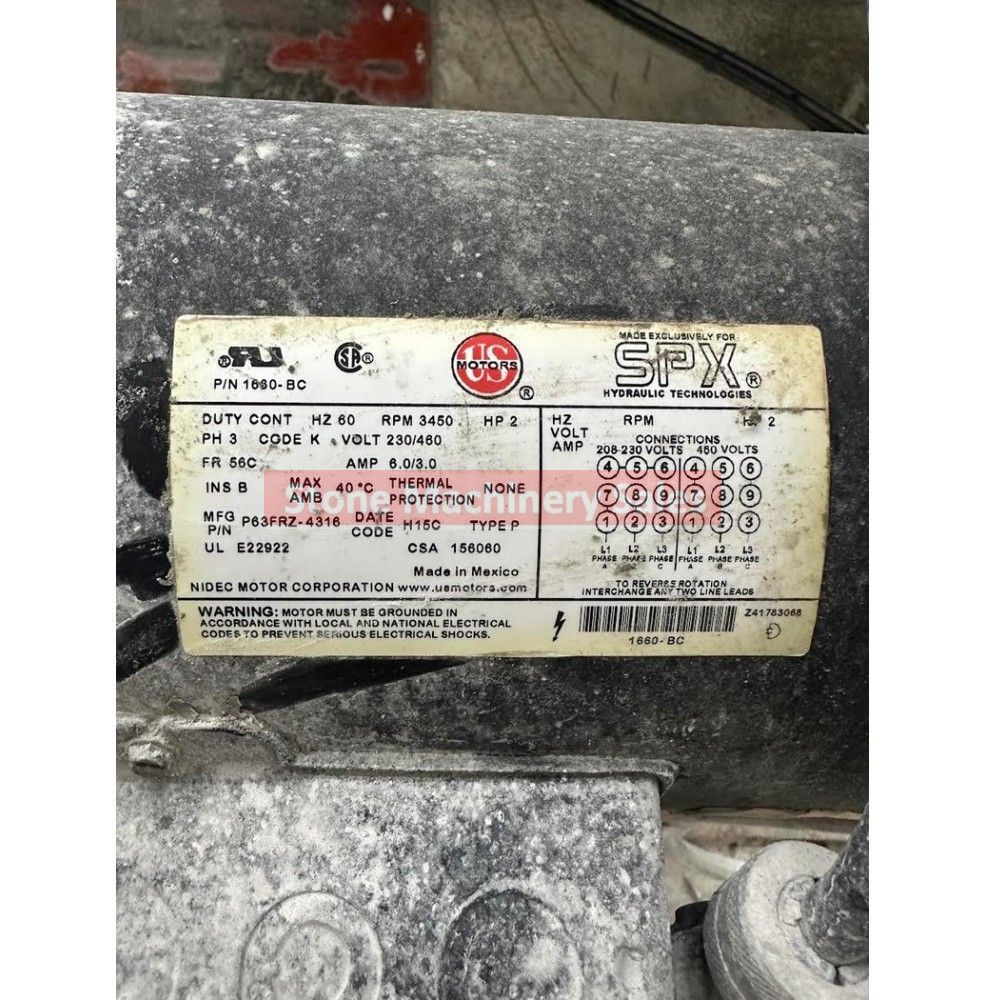 P/N 1660-BC
US
MOTORS ®
MADE EXCLUSIVELY FOR
SPX ®
HYDRAULIC TECHNOLOGIES
DUTY CONT HZ 60 RPM 3450 HP 2
PH 3 CODE K VOLT 230/460
FR 56C AMP 6.0/3.0
INS B MAX AMB 40°C THERMAL PROTECTION NONE
MFG P/N P63FRZ-4316 DATE CODE H15C TYPE P
UL E22922 CSA 156060
Made in Mexico
NIDEC MOTOR CORPORATION www.usmotors.com
HZ RPM HP 2
VOLT
AMP
CONNECTIONS
208-230 VOLTS 460 VOLTS
4 5 6 4 5 6
7 8 9 7 8 9
1 2 3 1 2 3
L1 L2 L3 L1 L2 L3
PHASE PHASE PHASE PHASE PHASE PHASE
A B C A B C
TO REVERSE ROTATION
INTERCHANGE ANY TWO LINE LEADS
Stone Machinery Sales
WARNING: MOTOR MUST BE GROUNDED IN
ACCORDANCE WITH LOCAL AND NATIONAL ELECTRICAL
CODES TO PREVENT SERIOUS ELECTRICAL SHOCKS.
Z41783068
1660-BC